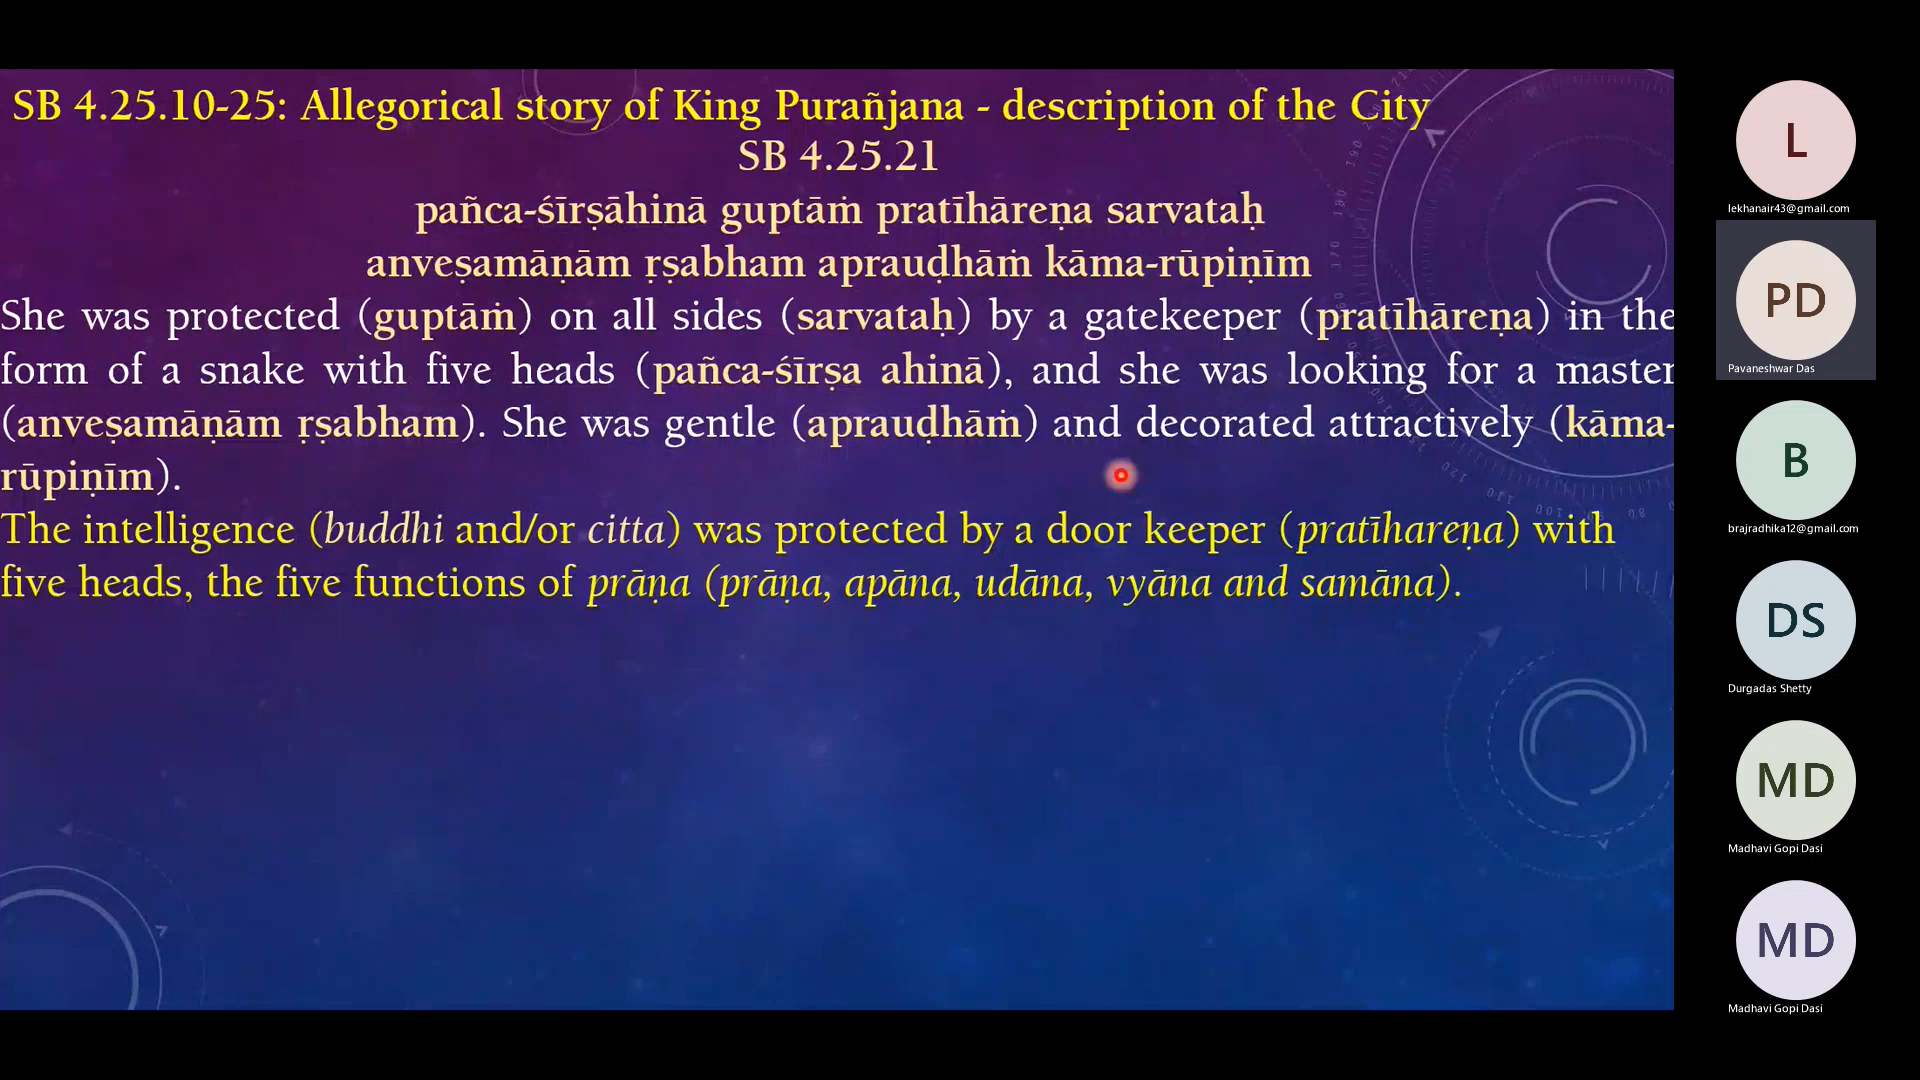 SB 4.25.10-25: Allegorical story of King Purañjana - description of the City
SB 4.25.21
pañca-śīrṣāhinā guptāṁ pratīhāreṇa sarvataḥ
anveṣamāṇām ṛṣabham aprauḍhāṁ kāma-rūpiṇīm
She was protected (guptāṁ) on all sides (sarvataḥ) by a gatekeeper (pratīhāreṇa) in the
form of a snake with five heads (pañca-śīrṣa ahinā), and she was looking for a master
(anveṣamāṇām ṛṣabham). She was gentle (aprauḍhāṁ) and decorated attractively (kāma-
rūpiṇīm).
The intelligence (buddhi and/or citta) was protected by a door keeper (pratīhareṇa) with
five heads, the five functions of prāṇa (prāṇa, apāna, udāna, vyāna and samāna).
L
lekhanair43@gmail.com
PD
Pavaneshwar Das
B
brajradhika12@gmail.com
DS
Durgadas Shetty
MD
Madhavi Gopi Dasi
MD
Madhavi Gopi Dasi